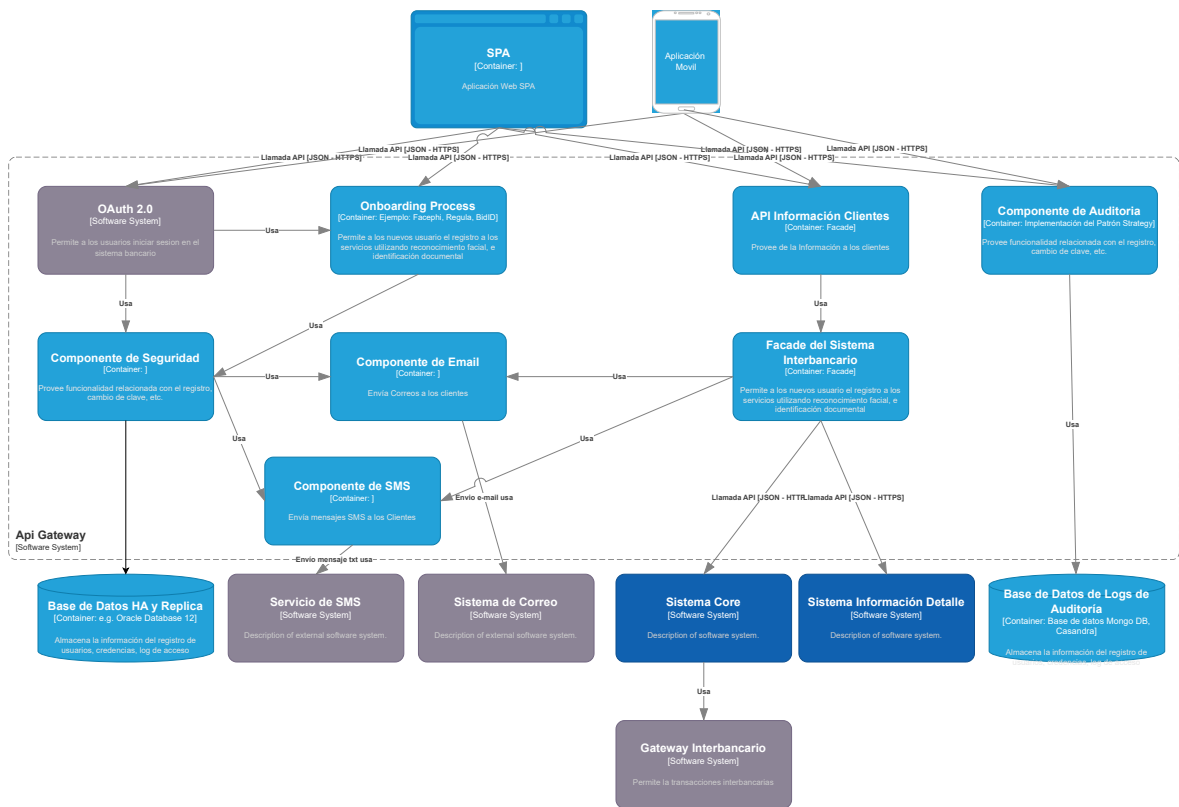 SPA
[Container: ]
Aplicación Web SPA
Aplicación
Movil
Llamada API [JSON - HTTPS]
Llamada API [JSON - HTTPS]
Llamada API [JSON - HTTPS]
Llamada API [JSON - HTTPS]
Llamada API [JSON - HTTPS]
Llamada API [JSON - HTTPS]
Llamada API [JSON - HTTPS]
OAuth 2.0
[Software System]
Permite a los usuarios iniciar sesion en el
sistema bancario
Usa
Onboarding Process
[Container: Ejemplo: Facephi, Regula, BidID]
Permite a los nuevos usuario el registro a los
servicios utilizando reconocimiento facial, e
identificación documental
API Información Clientes
[Container: Facade]
Provee de la Información a los clientes
Componente de Auditoria
[Container: Implementación del Patrón Strategy]
Provee funcionalidad relacionada con el registro,
cambio de clave, etc.
Usa
Usa
Usa
Componente de Seguridad
[Container: ]
Provee funcionalidad relacionada con el registro,
cambio de clave, etc.
Usa
Componente de Email
[Container: ]
Envía Correos a los clientes
Usa
Facade del Sistema
Interbancario
[Container: Facade]
Permite a los nuevos usuario el registro a los
servicios utilizando reconocimiento facial, e
identificación documental
Usa
Usa
Usa
Componente de SMS
[Container: ]
Envía mensajes SMS a los Clientes
Envio e-mail usa
Llamada API [JSON - HTTP
Llamada API [JSON - HTTPS]
Api Gateway
[Software System]
Envio mensaje txt usa
Base de Datos HA y Replica
[Container: e.g. Oracle Database 12]
Almacena la información del registro de
usuarios, credencias, log de acceso
Servicio de SMS
[Software System]
Description of external software system.
Sistema de Correo
[Software System]
Description of external software system.
Sistema Core
[Software System]
Description of software system.
Sistema Información Detalle
[Software System]
Description of software system.
Base de Datos de Logs de
Auditoría
[Container: Base de datos Mongo DB,
Casandra]
Almacena la información del registro de
Usa
Gateway Interbancario
[Software System]
Permite la transacciones interbancarias